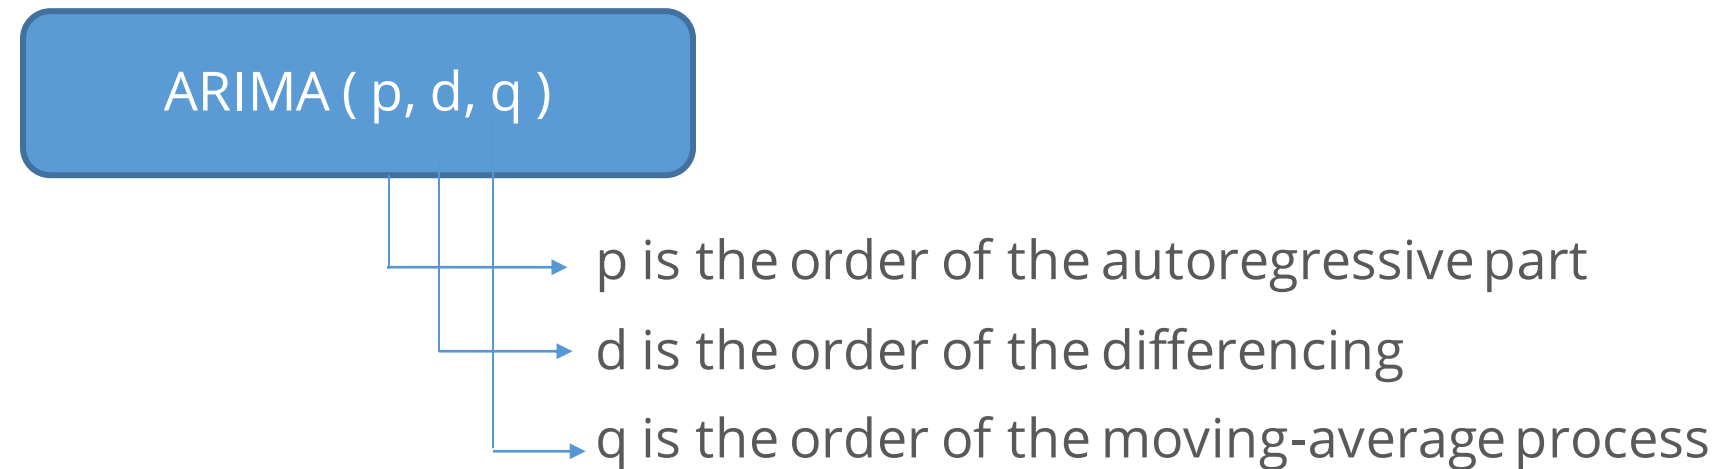 ARIMA ( p, d, q )
p is the order of the autoregressive part
d is the order of the differencing
q is the order of the moving-average process